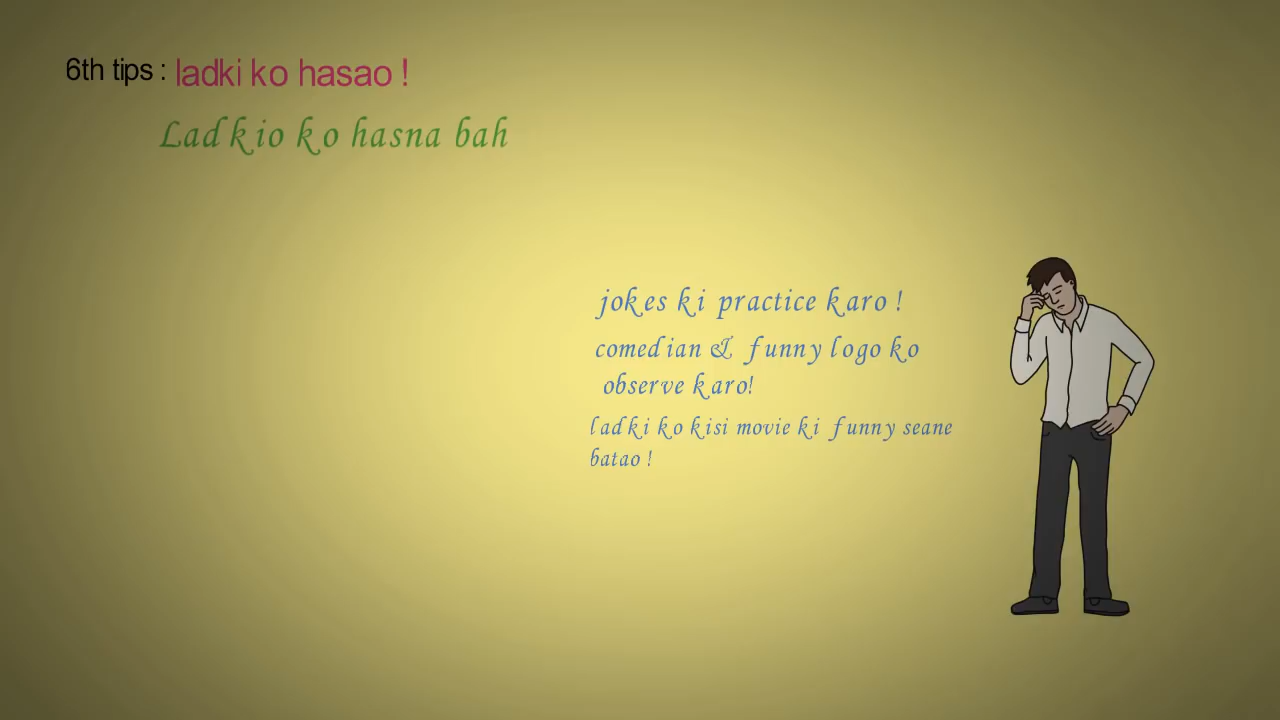 6th tips : ladki ko hasao !
Ladkio ko hasna bah
jokes ki practice karo !
comedian & funny logo ko
observe karo!
ladki ko kisi movie ki funny seane
batao !